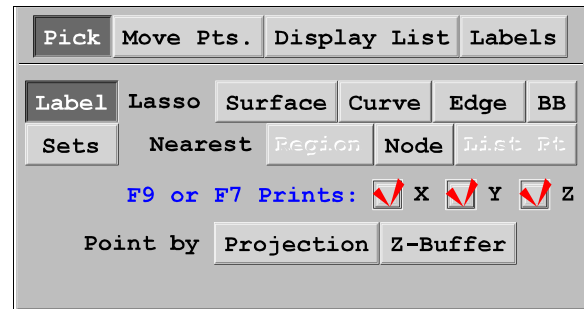 Pick Move Pts. Display List Labels
Label Lasso Surface Curve Edge BB
Sets Nearest Region Node List Pt
F9 or F7 Prints: X Y Z
Point by Projection Z-Buffer